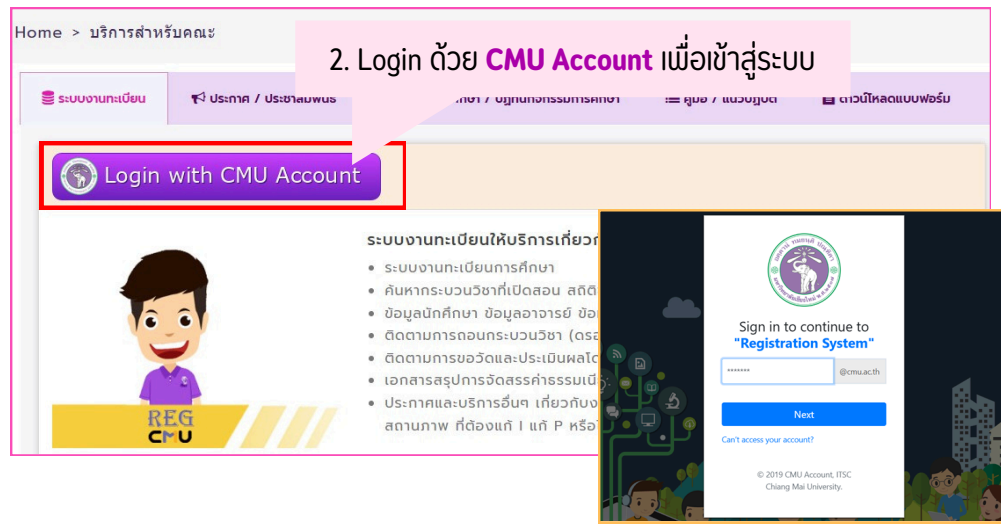 Home > บริการสำหรับคณะ
2. Login ด้วย CMU Account เพื่อเข้าสู่ระบบ
ระบบงานทะเบียน ประกาศ / ประชาสัมพันธ์ / ปฏิทินกิจกรรมการศึกษา คู่มือ / แนวปฏิบัติ ดาวน์โหลดแบบฟอร์ม
Login with CMU Account
ระบบงานทะเบียนให้บริการเกี่ยว
ระบบงานทะเบียนการศึกษา
ค้นหากระบวนวิชาที่เปิดสอน สถิติ
ข้อมูลนักศึกษา ข้อมูลอาจารย์
ติดตามการถอนกระบวนวิชา
ติดตามการขอวัดและประเมินผล
เอกสารสรุปการจัดสรรค่าธรรมเนี
ประกาศและบริการอื่นๆ เกี่ยวกับ
สถานภาพ ที่ต้องแก้ I แก้ P หรือ
REG
CMU
Sign in to continue to
"Registration System"
******* @cmu.ac.th
Next
Can't access your account?
© 2019 CMU Account, ITSC
Chiang Mai University.